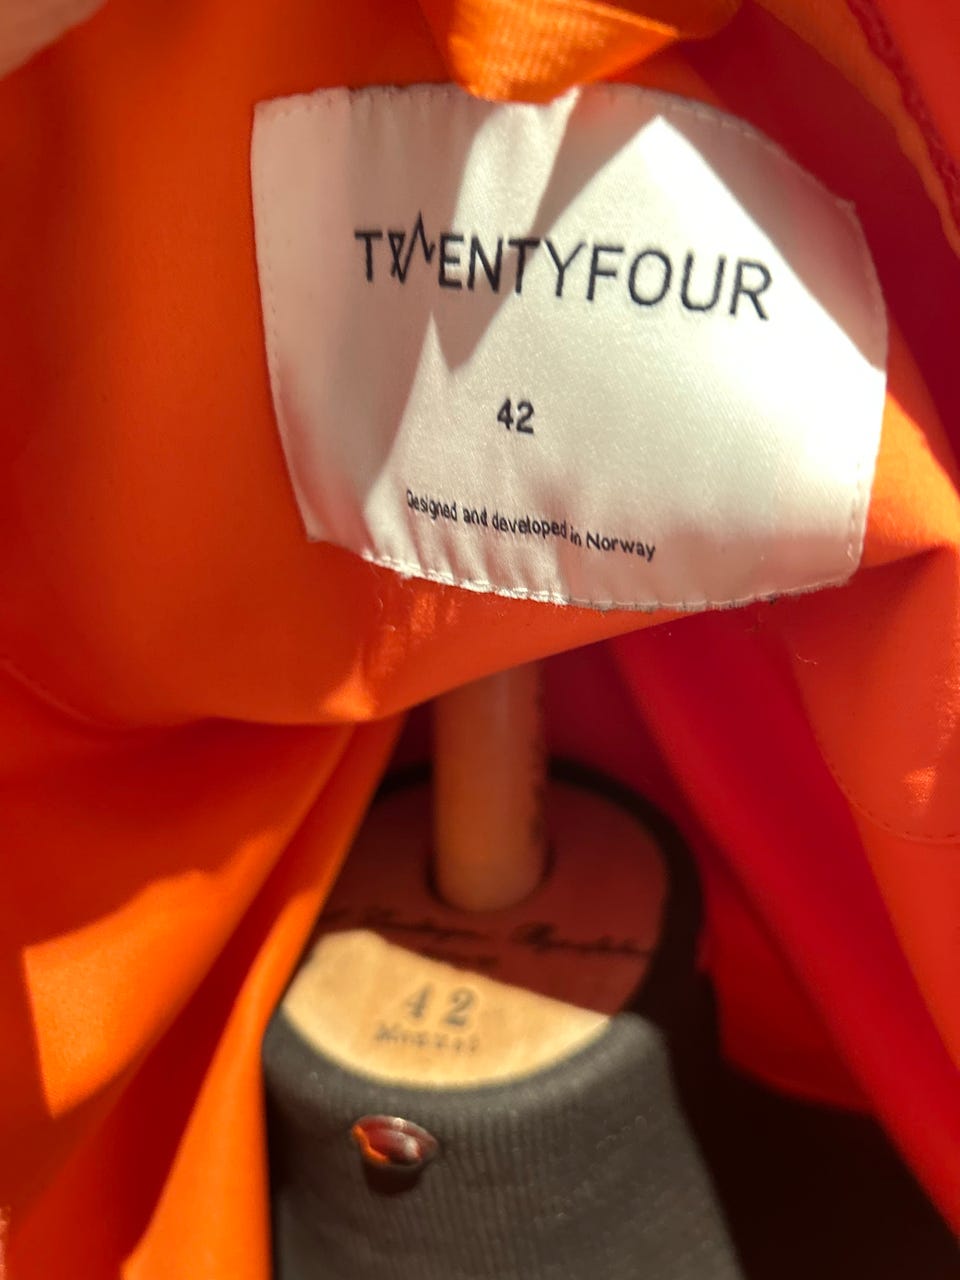 TWENTYFOUR
42
Designed and developed in Norway
42